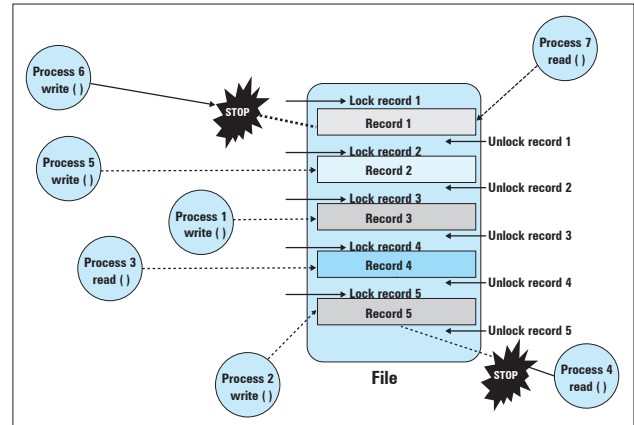 Process 6
write ( )
STOP
Process 7
read ( )
Lock record 1
Record 1
Unlock record 1
Process 5
write ( )
Lock record 2
Record 2
Unlock record 2
Process 1
write ( )
Lock record 3
Record 3
Unlock record 3
Process 3
read ( )
Lock record 4
Record 4
Unlock record 4
Lock record 5
Record 5
Unlock record 5
Process 2
write ( )
File
STOP
Process 4
read ( )